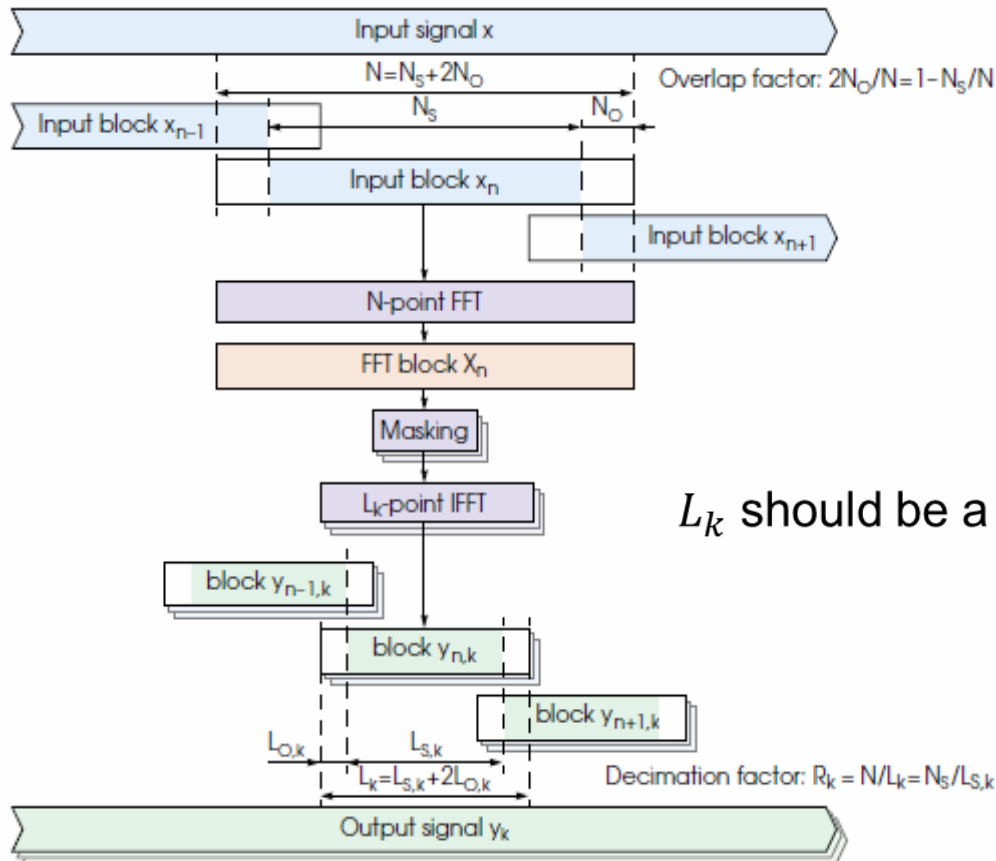 Input signal x
N=N_S+2N_O
Overlap factor: 2N_O/N=1-N_S/N
N_S
N_O
Input block x_{n-1}
Input block x_n
Input block x_{n+1}
N-point FFT
FFT block X_n
Masking
L_k-point IFFT
L_k should be a
block y_{n-1,k}
block y_{n,k}
block y_{n+1,k}
L_{O,k}
L_{S,k}
L_k=L_{S,k}+2L_{O,k}
Decimation factor: R_k = N/L_k=N_S/L_{S,k}
Output signal y_k